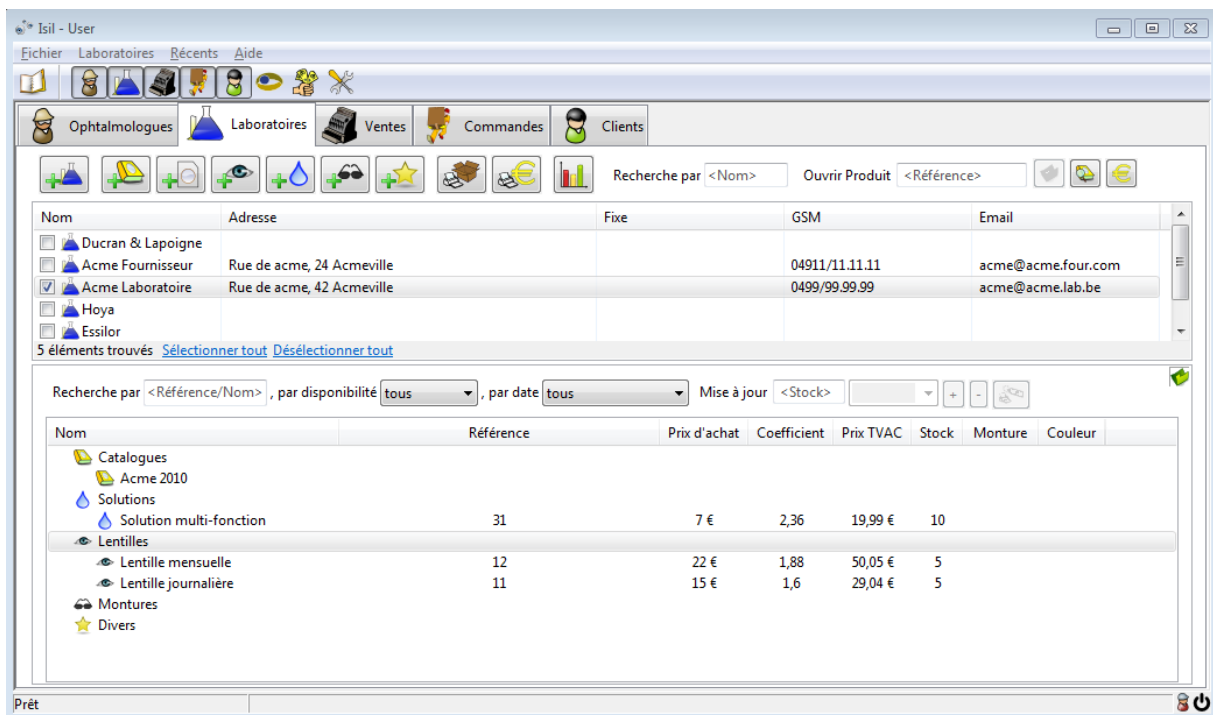 Isil - User
Fichier Laboratoires Récents Aide
Ophtalmologues Laboratoires Ventes Commandes Clients
Recherche par <Nom> Ouvrir Produit <Référence>
Nom Adresse Fixe GSM Email
Ducran & Lapoigne
Acme Fournisseur Rue de acme, 24 Acmeville 04911/11.11.11 acme@acme.four.com
Acme Laboratoire Rue de acme, 42 Acmeville 0499/99.99.99 acme@acme.lab.be
Hoya
Essilor
5 éléments trouvés Sélectionner tout Désélectionner tout
Recherche par <Référence/Nom> , par disponibilité tous , par date tous Mise à jour <Stock> + -
Nom Référence Prix d'achat Coefficient Prix TVAC Stock Monture Couleur
Catalogues
Acme 2010
Solutions
Solution multi-fonction 31 7 € 2,36 19,99 € 10
Lentilles
Lentille mensuelle 12 22 € 1,88 50,05 € 5
Lentille journalière 11 15 € 1,6 29,04 € 5
Montures
Divers
Prêt